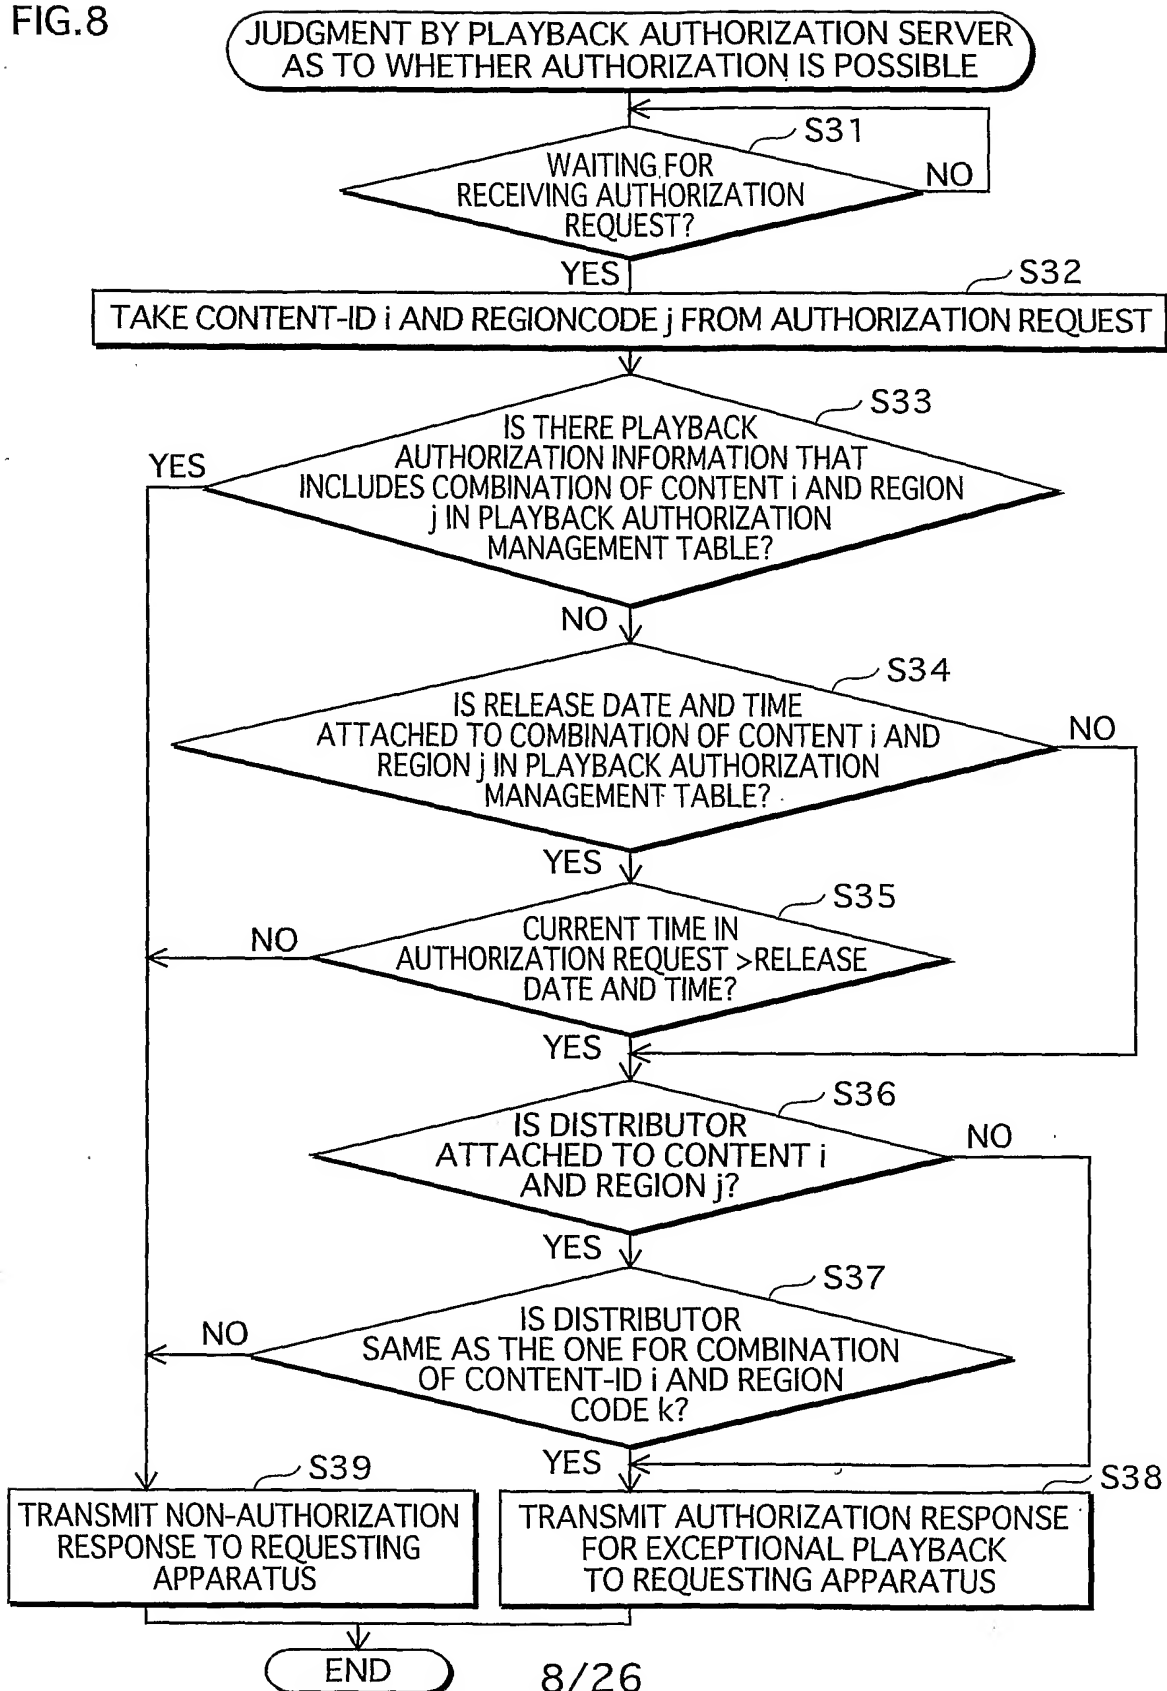 FIG.8
JUDGMENT BY PLAYBACK AUTHORIZATION SERVER
AS TO WHETHER AUTHORIZATION IS POSSIBLE
S31
WAITING FOR
RECEIVING AUTHORIZATION
REQUEST?
NO
YES
S32
TAKE CONTENT-ID i AND REGIONCODE j FROM AUTHORIZATION REQUEST
S33
IS THERE PLAYBACK
AUTHORIZATION INFORMATION THAT
INCLUDES COMBINATION OF CONTENT i AND REGION
j IN PLAYBACK AUTHORIZATION
MANAGEMENT TABLE?
YES
NO
S34
IS RELEASE DATE AND TIME
ATTACHED TO COMBINATION OF CONTENT i AND
REGION j IN PLAYBACK AUTHORIZATION
MANAGEMENT TABLE?
NO
YES
S35
CURRENT TIME IN
AUTHORIZATION REQUEST >RELEASE
DATE AND TIME?
NO
YES
S36
IS DISTRIBUTOR
ATTACHED TO CONTENT i
AND REGION j?
NO
YES
S37
IS DISTRIBUTOR
SAME AS THE ONE FOR COMBINATION
OF CONTENT-ID i AND REGION
CODE k?
NO
YES
S39
TRANSMIT NON-AUTHORIZATION
RESPONSE TO REQUESTING
APPARATUS
S38
TRANSMIT AUTHORIZATION RESPONSE
FOR EXCEPTIONAL PLAYBACK
TO REQUESTING APPARATUS
END
8/26